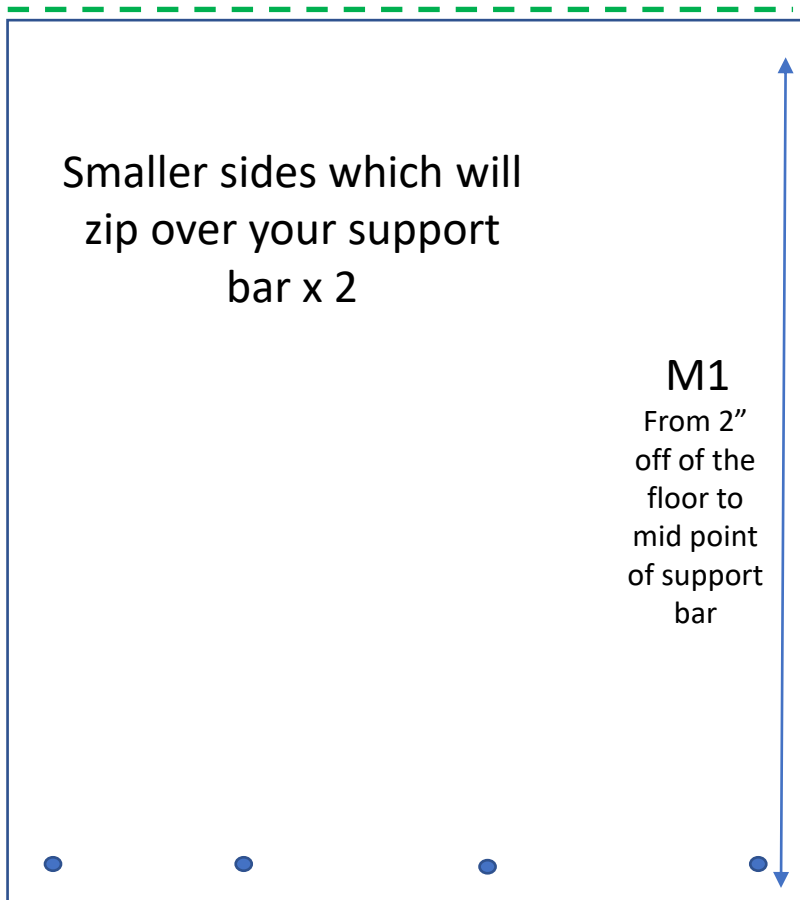 Smaller sides which will
zip over your support
bar x 2
M1
From 2”
off of the
floor to
mid point
of support
bar